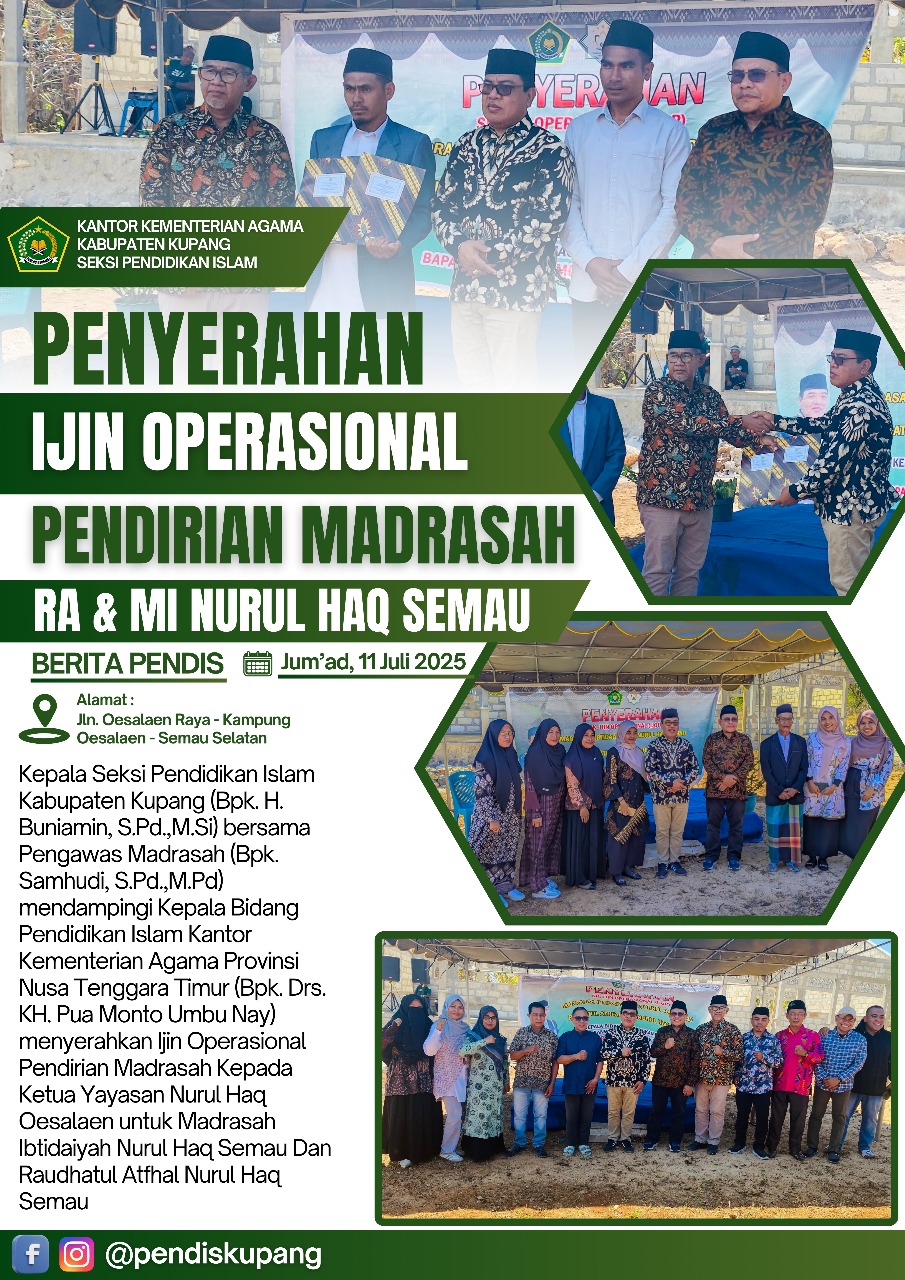 PENYERAHAN
KANTOR KEMENTERIAN AGAMA
KABUPATEN KUPANG
SEKSI PENDIDIKAN ISLAM
PENYERAHAN
IJIN OPERASIONAL
PENDIRIAN MADRASAH
RA & MI NURUL HAQ SEMAU
BERITA PENDIS
Jum'ad, 11 Juli 2025
Alamat :
Jln. Oesalaen Raya - Kampung
Oesalaen - Semau Selatan
Kepala Seksi Pendidikan Islam
Kabupaten Kupang (Bpk. H.
Buniamin, S.Pd.,M.Si) bersama
Pengawas Madrasah (Bpk.
Samhudi, S.Pd.,M.Pd)
mendampingi Kepala Bidang
Pendidikan Islam Kantor
Kementerian Agama Provinsi
Nusa Tenggara Timur (Bpk. Drs.
KH. Pua Monto Umbu Nay)
menyerahkan Ijin Operasional
Pendirian Madrasah Kepada
Ketua Yayasan Nurul Haq
Oesalaen untuk Madrasah
Ibtidaiyah Nurul Haq Semau Dan
Raudhatul Atfhal Nurul Haq
Semau
PENYERAHAN
@pendiskupang